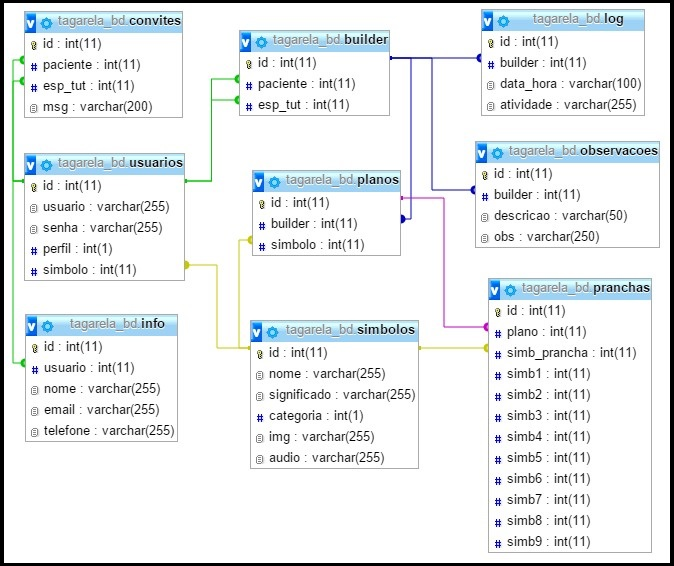 tagarela_bd.convites
id : int(11)
paciente : int(11)
esp_tut : int(11)
msg : varchar(200)
tagarela_bd.builder
id : int(11)
paciente : int(11)
esp_tut : int(11)
tagarela_bd.log
id : int(11)
builder : int(11)
data_hora : varchar(100)
atividade : varchar(255)
tagarela_bd.usuarios
id : int(11)
usuario : varchar(255)
senha : varchar(255)
perfil : int(1)
simbolo : int(11)
tagarela_bd.planos
id : int(11)
builder : int(11)
simbolo : int(11)
tagarela_bd.observacoes
id : int(11)
builder : int(11)
descricao : varchar(50)
obs : varchar(250)
tagarela_bd.info
id : int(11)
usuario : int(11)
nome : varchar(255)
email : varchar(255)
telefone : varchar(255)
tagarela_bd.simbolos
id : int(11)
nome : varchar(255)
significado : varchar(255)
categoria : int(1)
img : varchar(255)
audio : varchar(255)
tagarela_bd.pranchas
id : int(11)
plano : int(11)
simb_prancha : int(11)
simb1 : int(11)
simb2 : int(11)
simb3 : int(11)
simb4 : int(11)
simb5 : int(11)
simb6 : int(11)
simb7 : int(11)
simb8 : int(11)
simb9 : int(11)